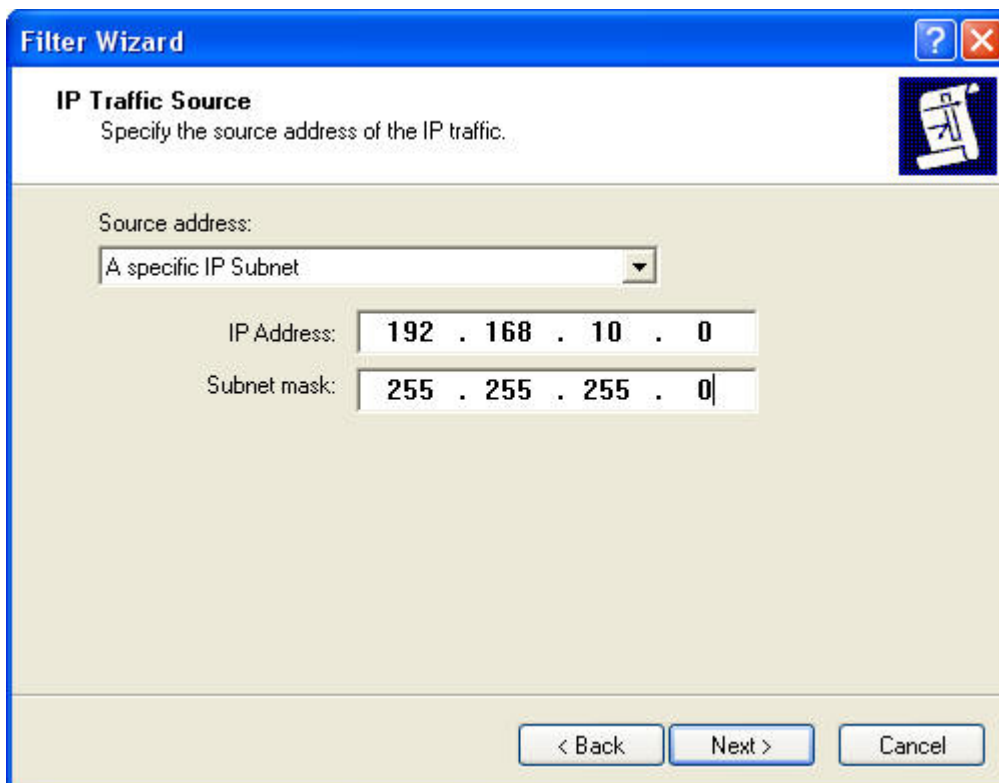 Filter Wizard
IP Traffic Source
Specify the source address of the IP traffic.
Source address:
A specific IP Subnet
IP Address: 192 . 168 . 10 . 0
Subnet mask: 255 . 255 . 255 . 0
< Back Next > Cancel